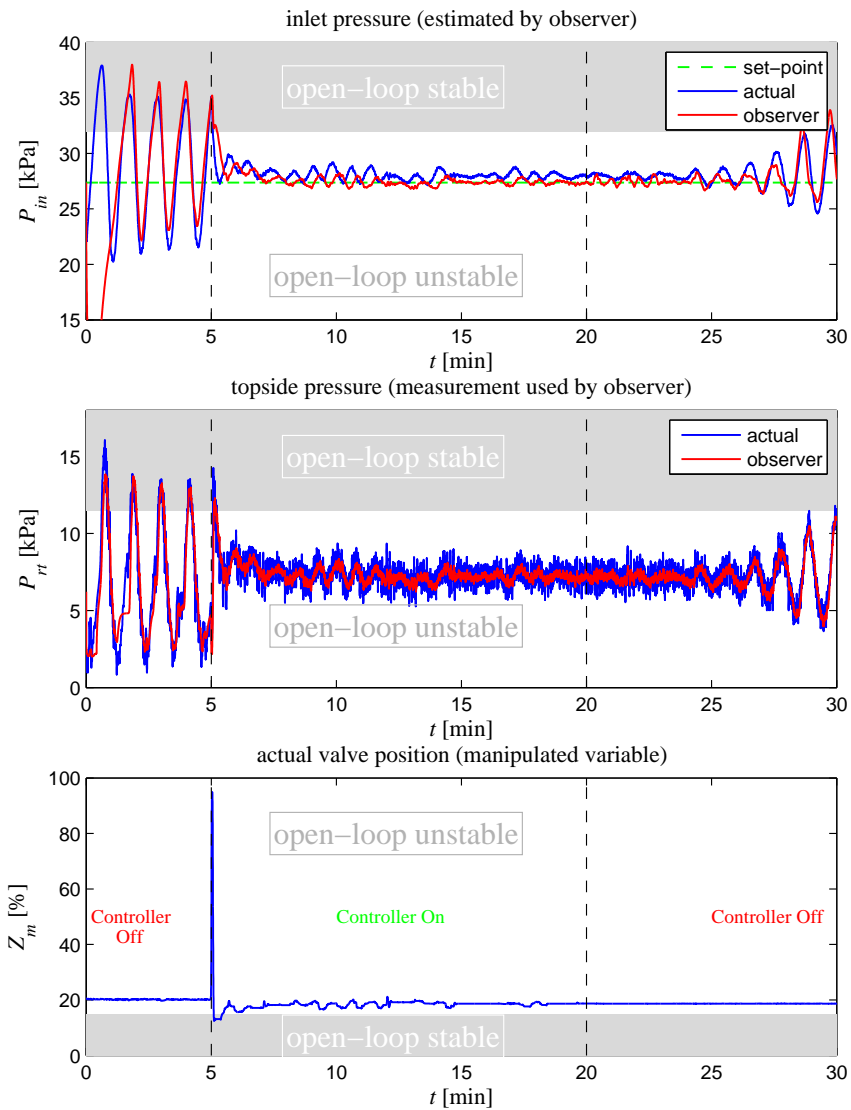 inlet pressure (estimated by observer)
40
35
30
25
20
15
P_in [kPa]
open−loop stable
open−loop unstable
set−point
actual
observer
0 5 10 15 20 25 30
t [min]
topside pressure (measurement used by observer)
15
10
5
0
P_rt [kPa]
open−loop stable
open−loop unstable
actual
observer
0 5 10 15 20 25 30
t [min]
actual valve position (manipulated variable)
100
80
60
40
20
0
Z_m [%]
open−loop unstable
Controller
Off
Controller On
Controller Off
open−loop stable
0 5 10 15 20 25 30
t [min]